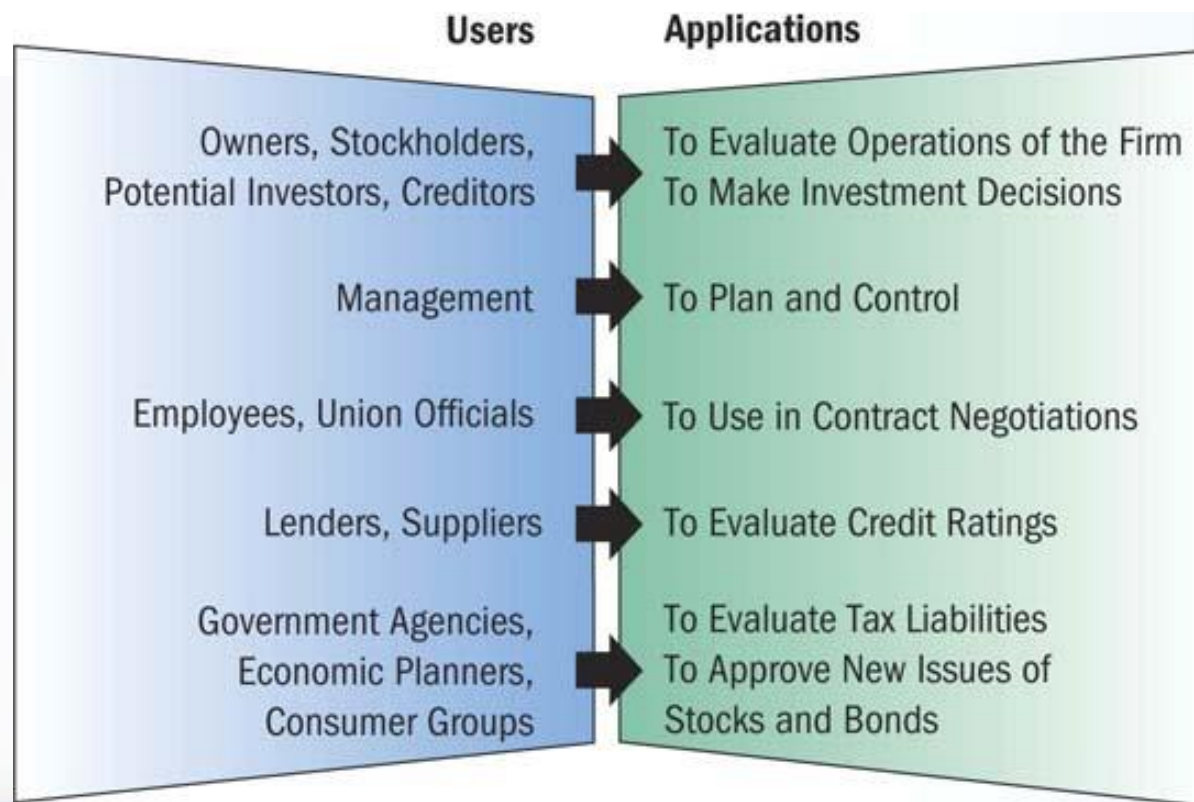 Users Applications
Owners, Stockholders,
Potential Investors, Creditors
To Evaluate Operations of the Firm
To Make Investment Decisions
Management
To Plan and Control
Employees, Union Officials
To Use in Contract Negotiations
Lenders, Suppliers
To Evaluate Credit Ratings
Government Agencies,
Economic Planners,
Consumer Groups
To Evaluate Tax Liabilities
To Approve New Issues of
Stocks and Bonds